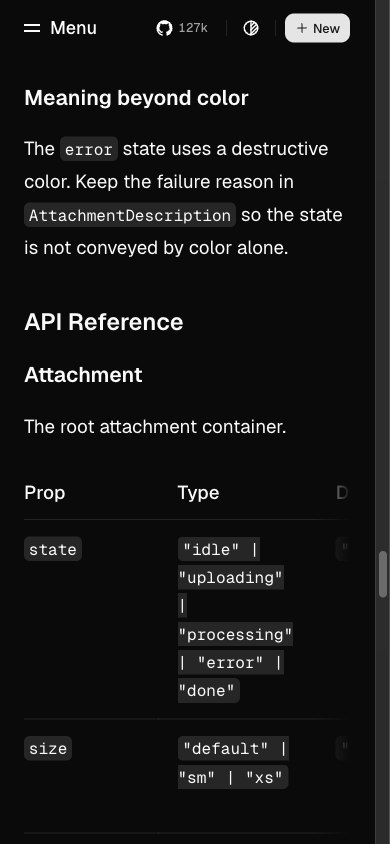 Menu 127k + New
Meaning beyond color
The error state uses a destructive
color. Keep the failure reason in
AttachmentDescription so the state
is not conveyed by color alone.
API Reference
Attachment
The root attachment container.
Prop Type D
state "idle" |
"uploading"
|
"processing"
| "error" |
"done"
size "default" |
"sm" | "xs"